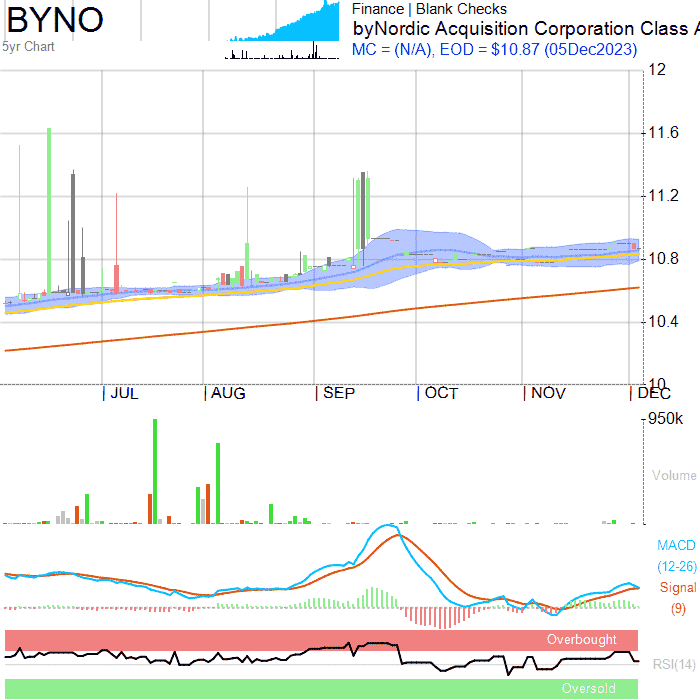 BYNO
5yr Chart
Finance | Blank Checks
byNordic Acquisition Corporation Class A
MC = (N/A), EOD = $10.87 (05Dec2023)
12
11.6
11.2
10.8
10.4
10
JUL AUG SEP OCT NOV DEC
950k
Volume
MACD
(12-26)
Signal
(9)
Overbought
RSI(14)
Oversold